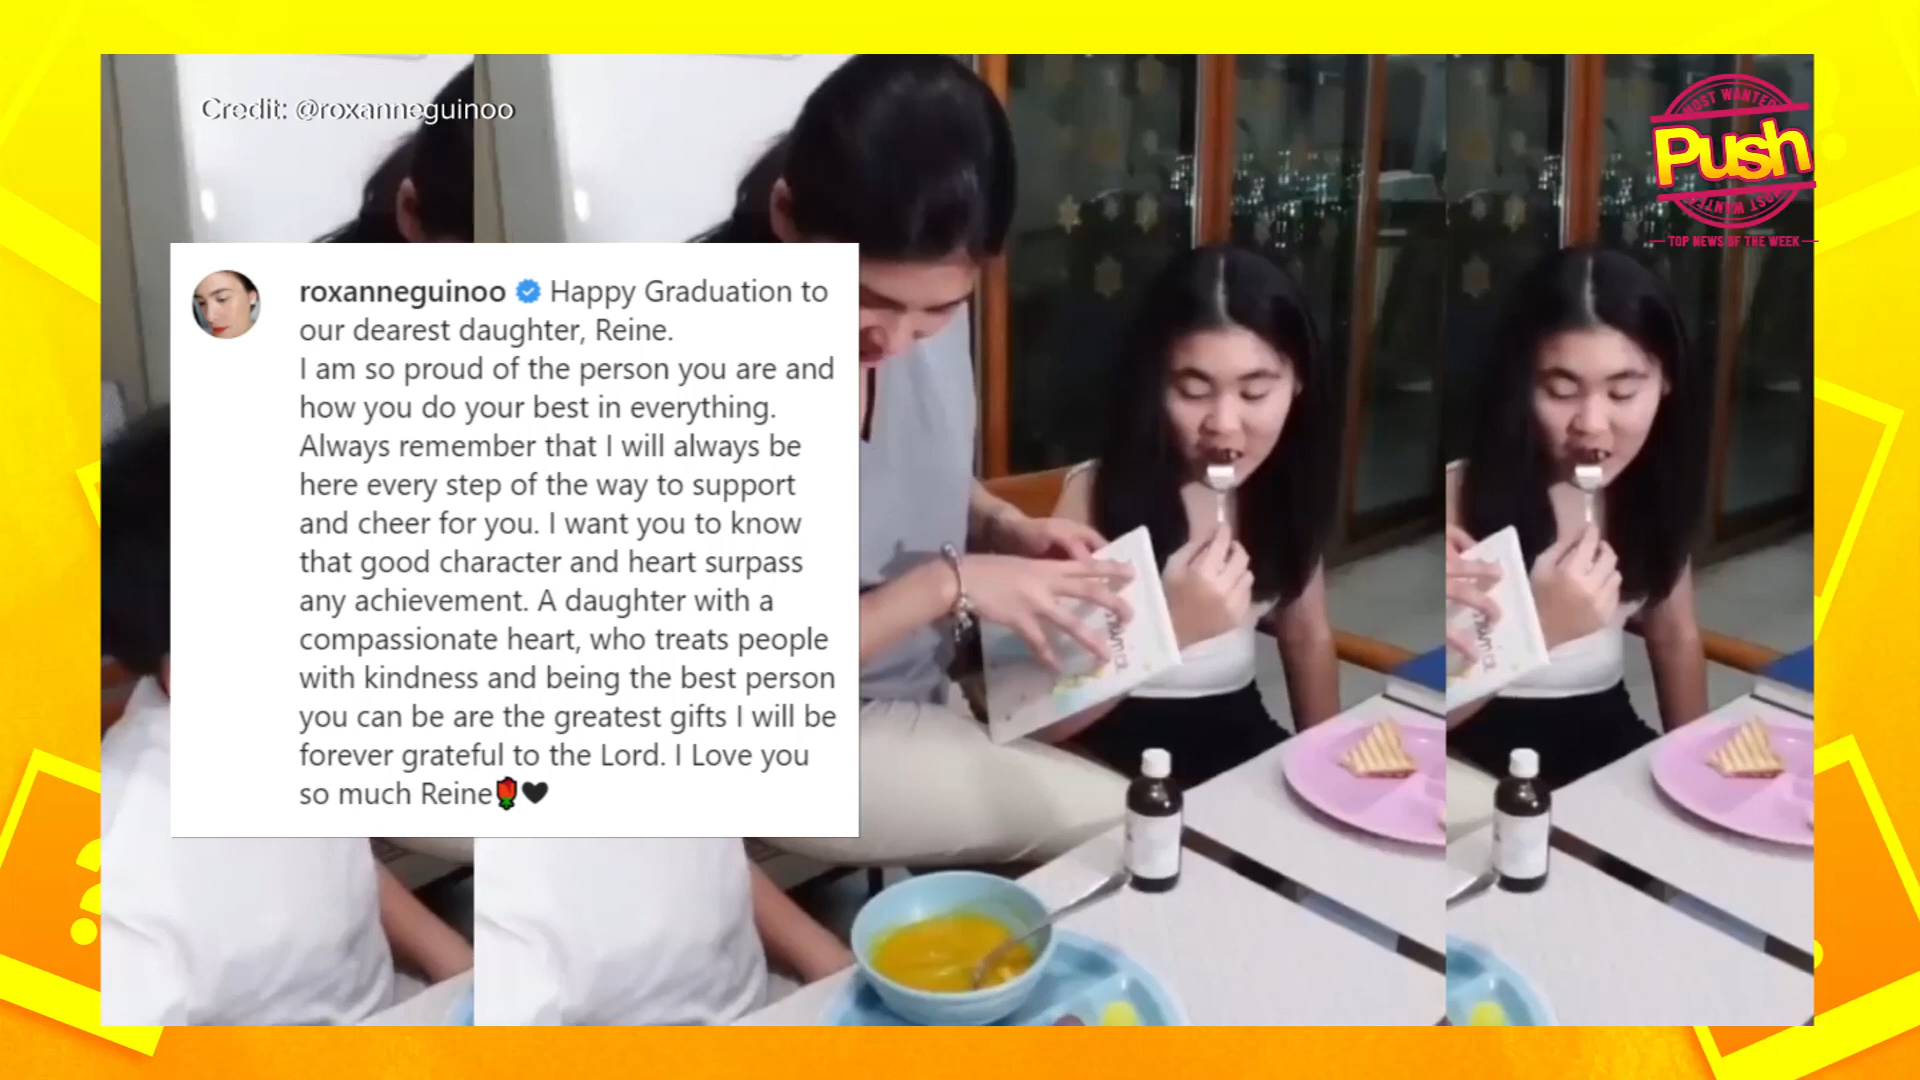 Credit: @roxanneguinoo
MOST WANTED
Push
MOST WANTED
TOP NEWS OF THE WEEK
roxanneguinoo Happy Graduation to
our dearest daughter, Reine.
I am so proud of the person you are and
how you do your best in everything.
Always remember that I will always be
here every step of the way to support
and cheer for you. I want you to know
that good character and heart surpass
any achievement. A daughter with a
compassionate heart, who treats people
with kindness and being the best person
you can be are the greatest gifts I will be
forever grateful to the Lord. I Love you
so much Reine🌹🖤